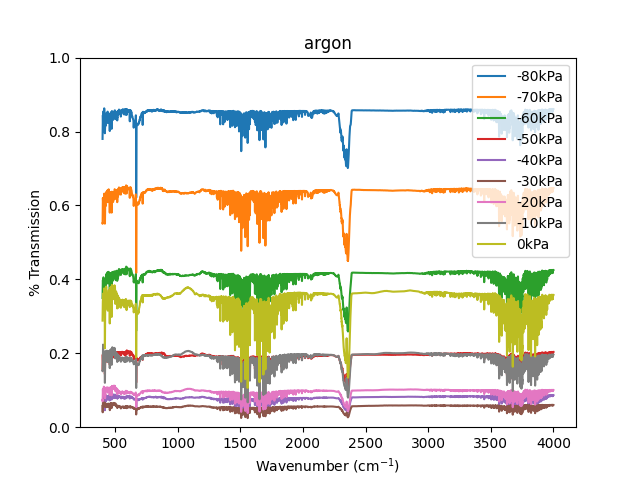 argon
1.0
0.8
0.6
0.4
0.2
0.0
% Transmission
-80kPa
-70kPa
-60kPa
-50kPa
-40kPa
-30kPa
-20kPa
-10kPa
0kPa
500 1000 1500 2000 2500 3000 3500 4000
Wavenumber (cm⁻¹)